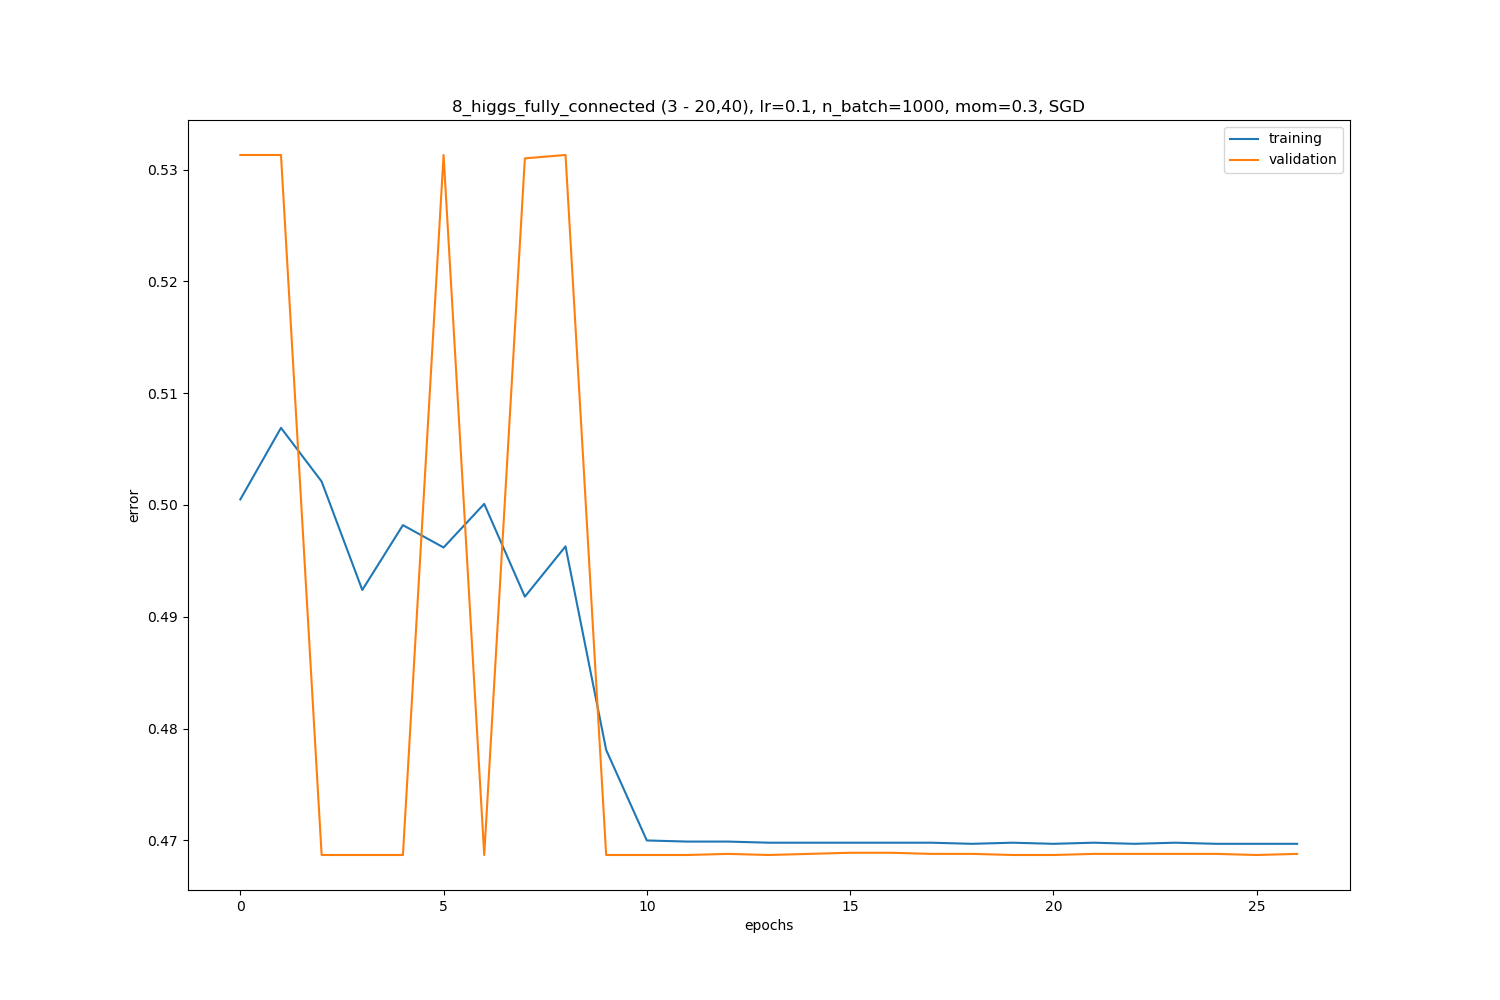 8_higgs_fully_connected (3 - 20,40), lr=0.1, n_batch=1000, mom=0.3, SGD
training
validation
0.53
0.52
0.51
0.50
0.49
0.48
0.47
error
0 5 10 15 20 25
epochs